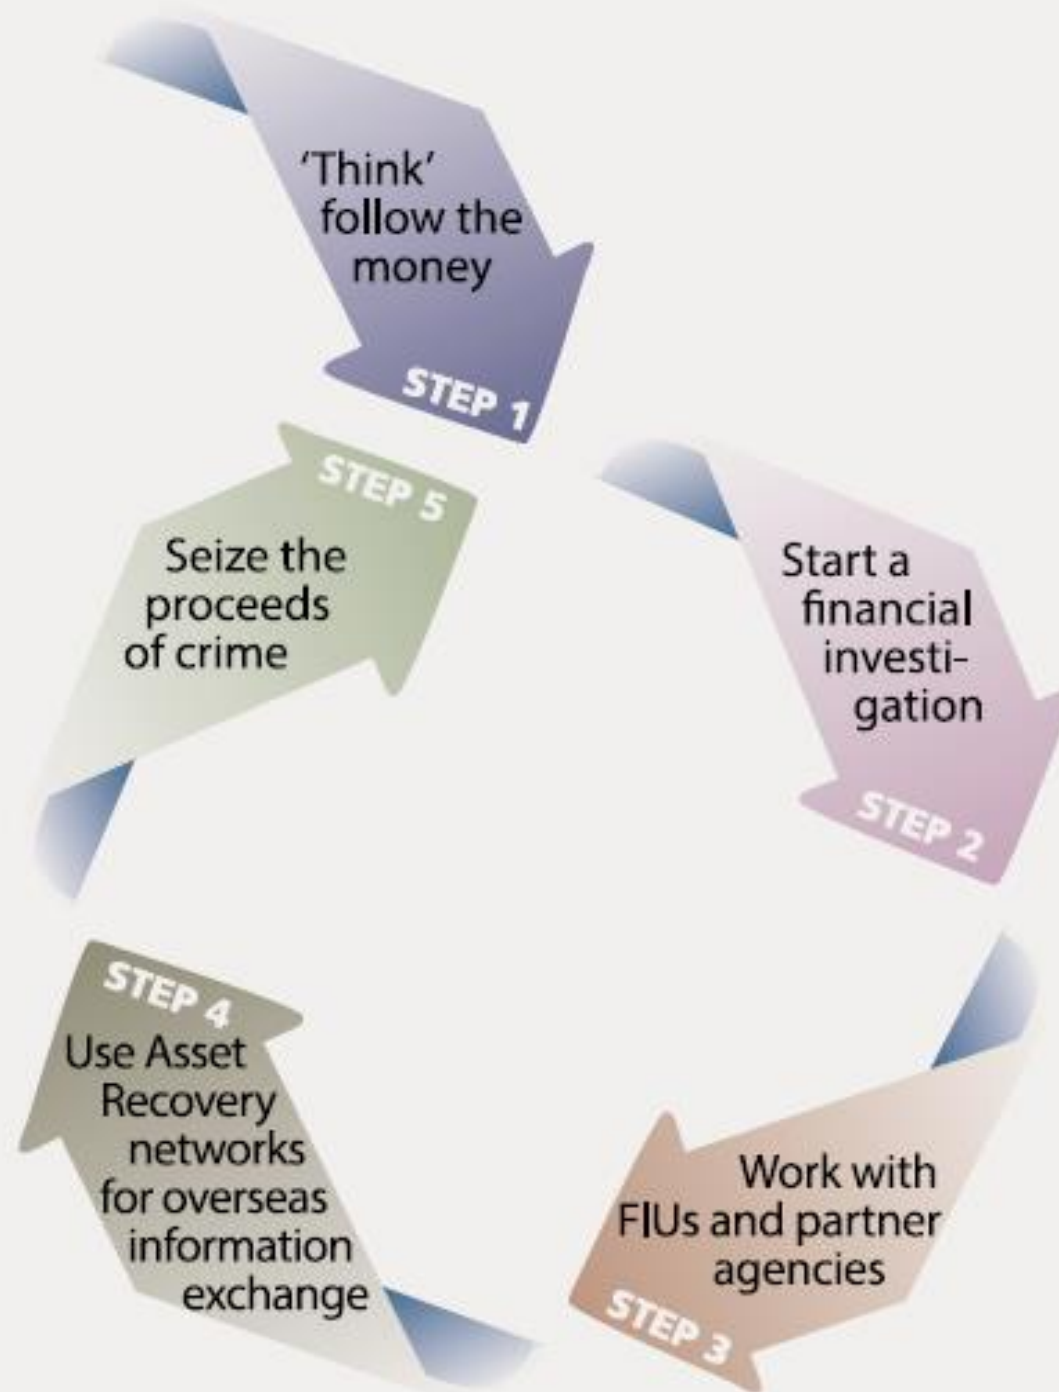 ‘Think’
follow the
money
STEP 1
Start a
financial
investi-
gation
STEP 2
Work with
FIUs and partner
agencies
STEP 3
STEP 4
Use Asset
Recovery
networks
for overseas
information
exchange
STEP 5
Seize the
proceeds
of crime